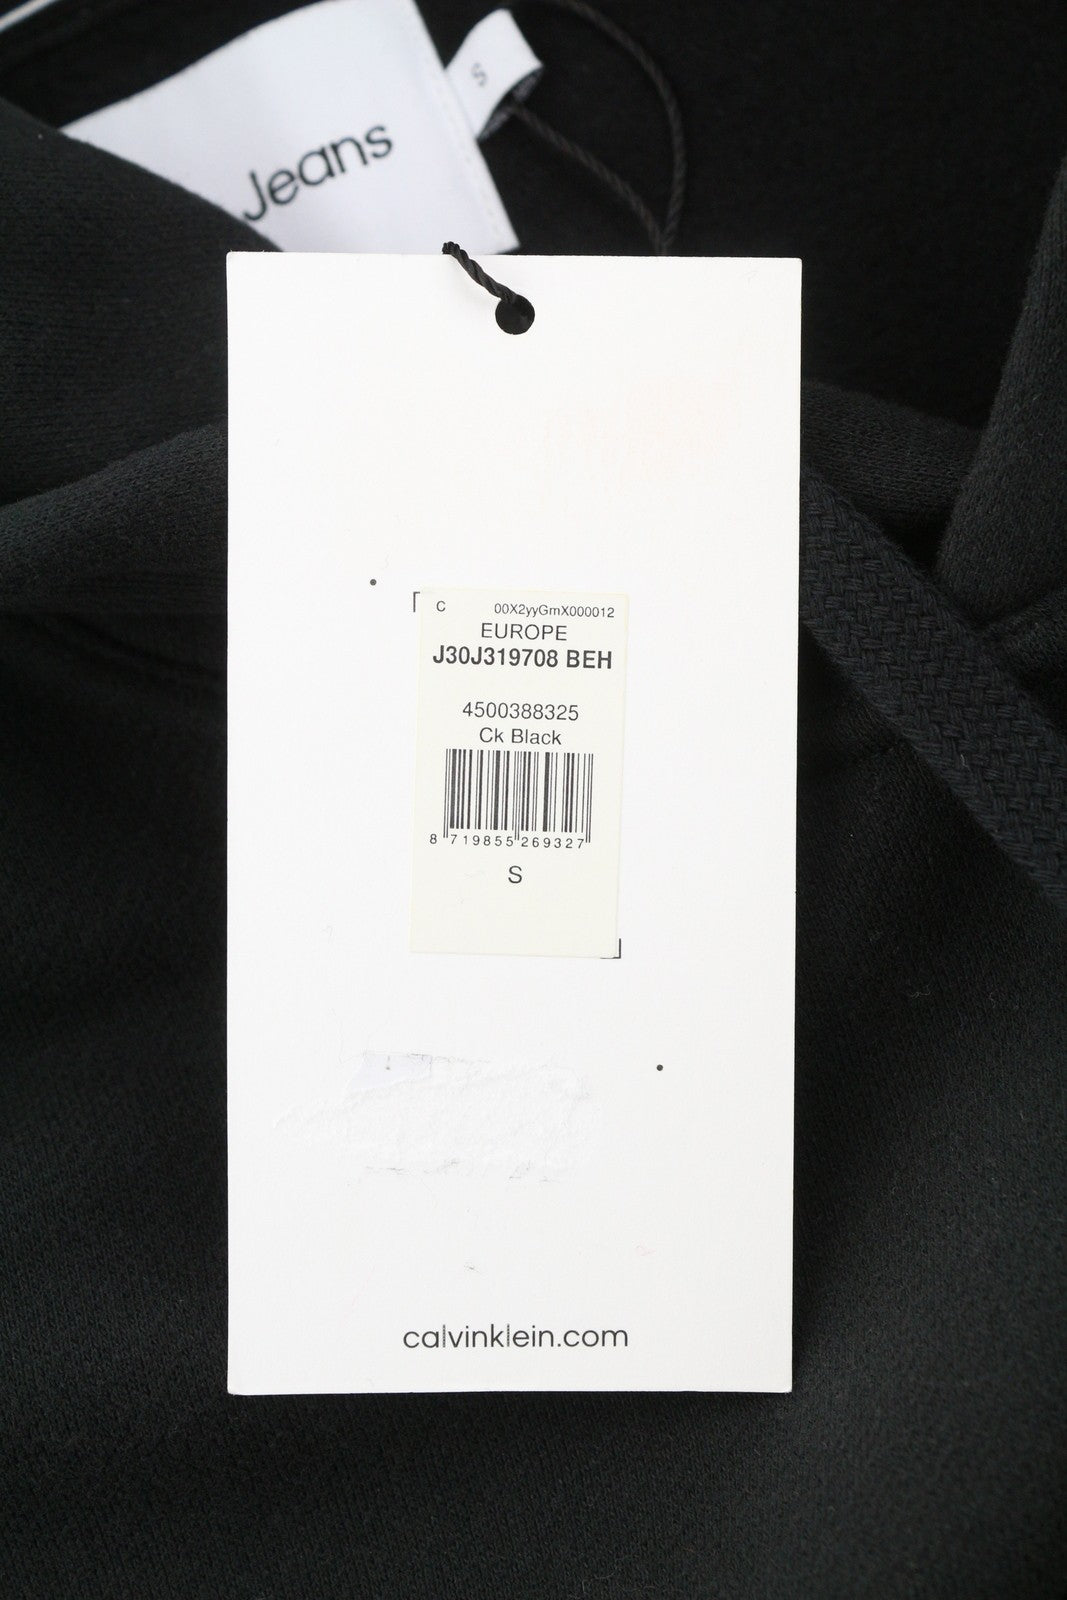 S
Jeans
C 00X2yyGmX000012
EUROPE
J30J319708 BEH
4500388325
Ck Black
8 719855 269327
S
calvinklein.com